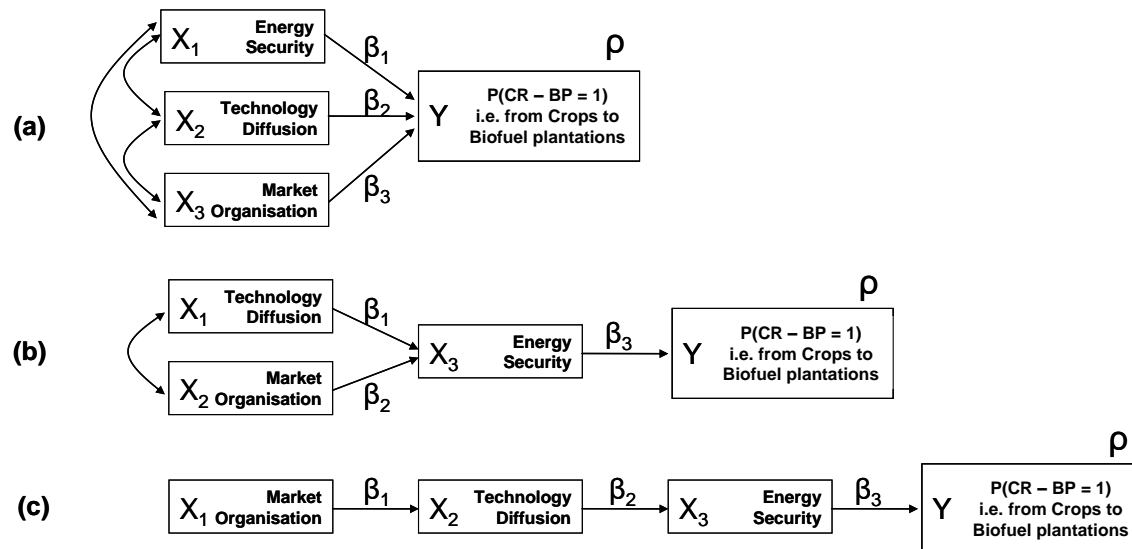 (a)
X1 Energy
Security
β1
X2 Technology
Diffusion
β2
X3 Market
Organisation
β3
ρ
Y P(CR – BP = 1)
i.e. from Crops to
Biofuel plantations
(b)
X1 Technology
Diffusion
β1
X2 Market
Organisation
β2
X3 Energy
Security
β3
ρ
Y P(CR – BP = 1)
i.e. from Crops to
Biofuel plantations
(c)
X1 Market
Organisation
β1
X2 Technology
Diffusion
β2
X3 Energy
Security
β3
ρ
Y P(CR – BP = 1)
i.e. from Crops to
Biofuel plantations